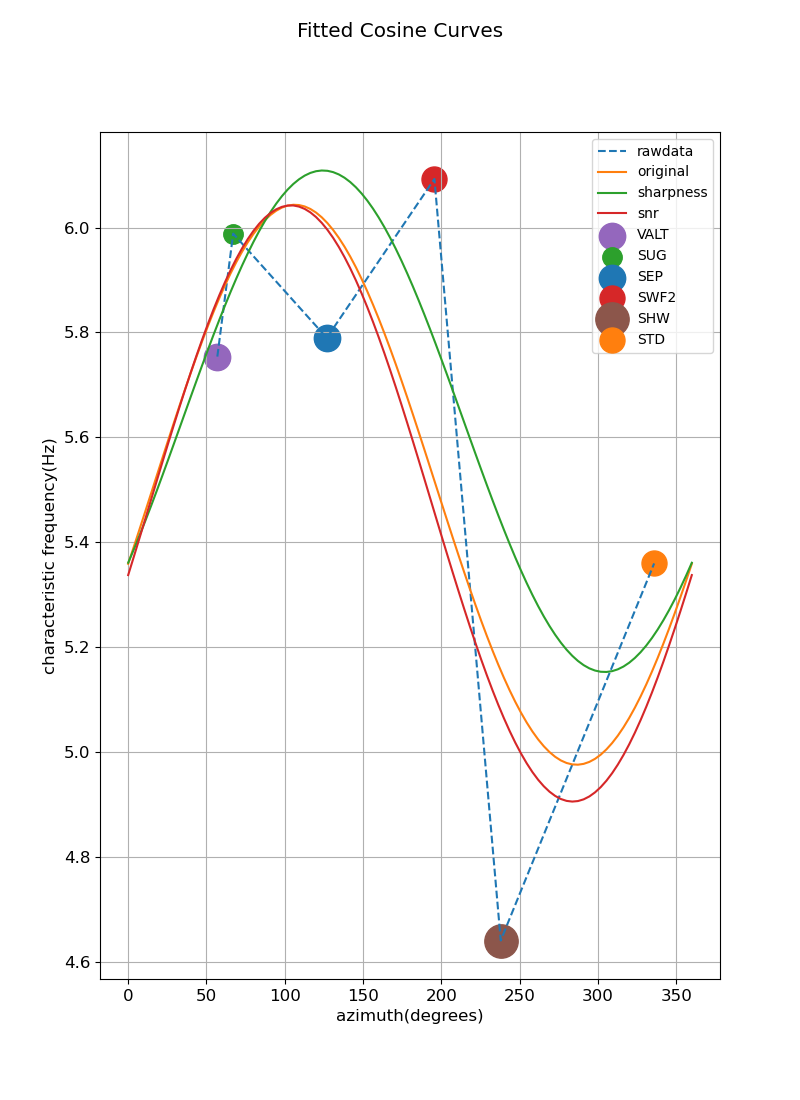 Fitted Cosine Curves
rawdata
original
sharpness
snr
VALT
SUG
SEP
SWF2
SHW
STD
characteristic frequency(Hz)
6.0
5.8
5.6
5.4
5.2
5.0
4.8
4.6
0 50 100 150 200 250 300 350
azimuth(degrees)